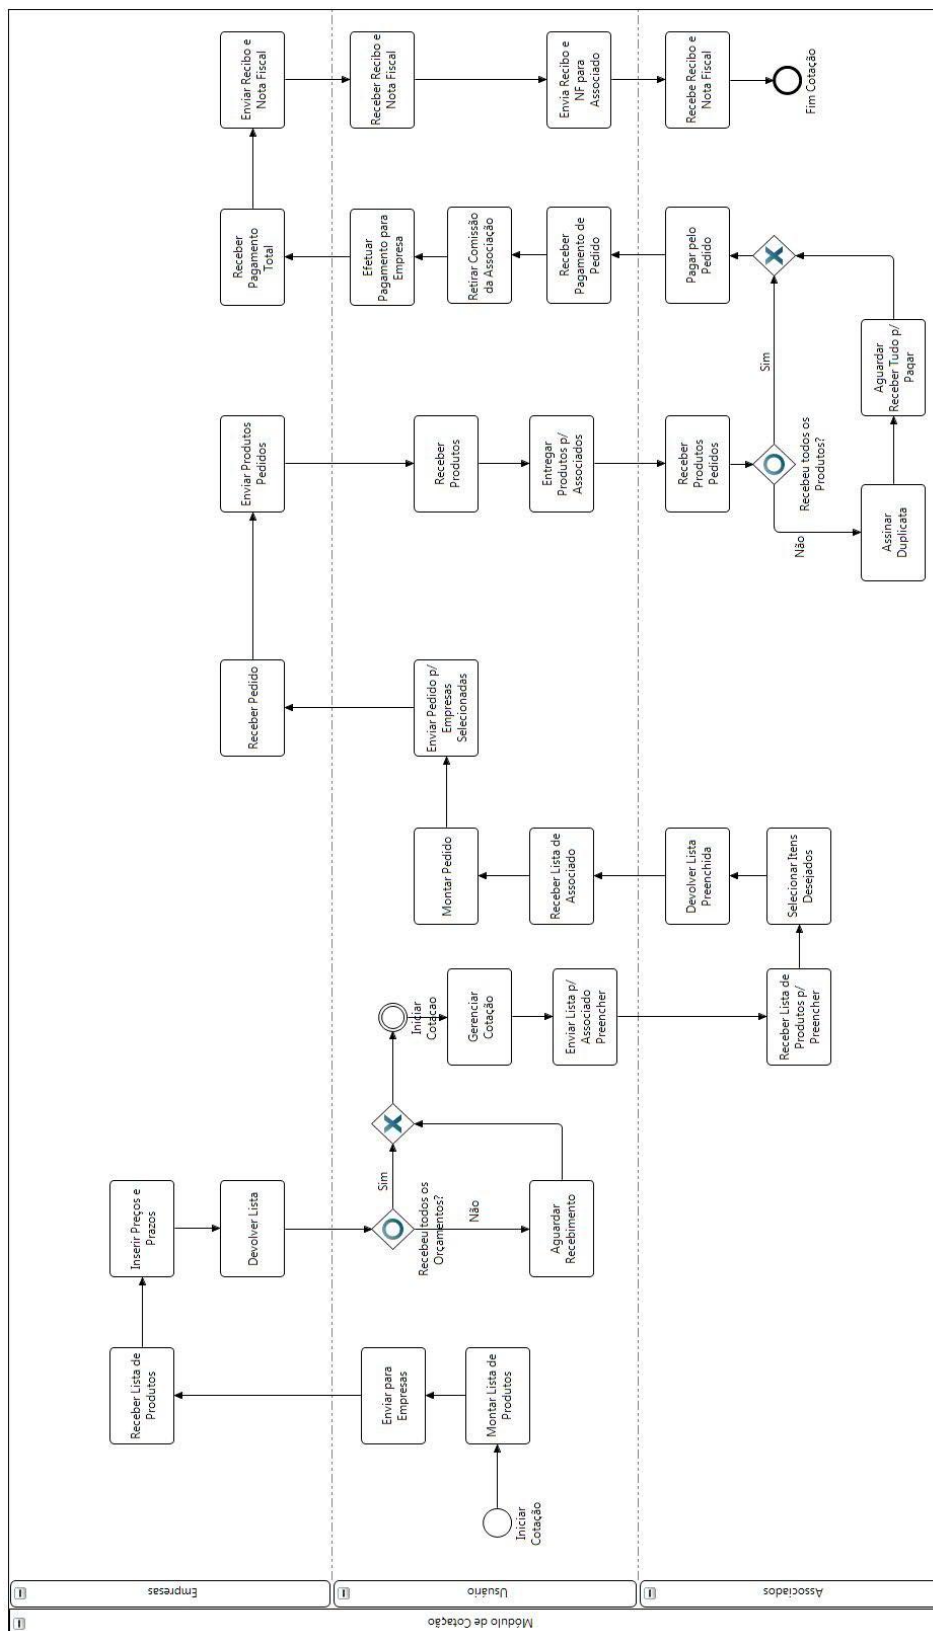 Módulo de Cotação
Empresas
Usuário
Associados
Iniciar
Cotação
Montar Lista de
Produtos
Enviar para
Empresas
Receber Lista de
Produtos
Inserir Preços e
Prazos
Devolver Lista
Recebeu todos os
Orçamentos?
Sim
Não
Aguardar
Recebimento
Iniciar
Cotacao
Gerenciar
Cotação
Enviar Lista p/
Associado
Preencher
Receber Lista de
Produtos p/
Preencher
Selecionar Itens
Desejados
Devolver Lista
Preenchida
Receber Lista de
Associado
Montar Pedido
Enviar Pedido p/
Empresas
Selecionadas
Receber Pedido
Enviar Produtos
Pedidos
Receber
Produtos
Entregar
Produtos p/
Associados
Receber
Produtos
Pedidos
Recebeu todos os
Produtos?
Não
Sim
Assinar
Duplicata
Aguardar
Receber Tudo p/
Pagar
Pagar pelo
Pedido
Receber
Pagamento de
Pedido
Retirar Comissão
da Associação
Efetuar
Pagamento para
Empresa
Receber
Pagamento
Total
Enviar Recibo e
Nota Fiscal
Receber Recibo e
Nota Fiscal
Envia Recibo e
NF para
Associado
Recebe Recibo e
Nota Fiscal
Fim Cotação